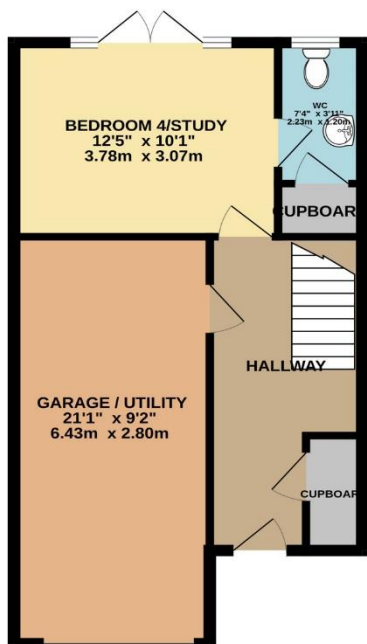 BEDROOM 4/STUDY
12'5" x 10'1"
3.78m x 3.07m
WC
7'4" x 3'11"
2.23m x 1.20m
CUPBOAR
GARAGE / UTILITY
21'1" x 9'2"
6.43m x 2.80m
HALLWAY
CUPBOAR